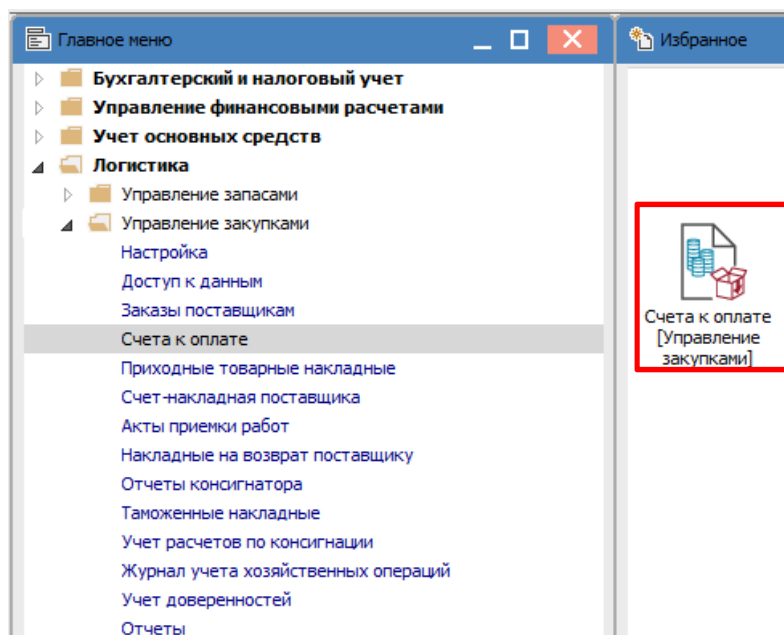 Главное меню
Бухгалтерский и налоговый учет
Управление финансовыми расчетами
Учет основных средств
Логистика
Управление запасами
Управление закупками
Настройка
Доступ к данным
Заказы поставщикам
Счета к оплате
Приходные товарные накладные
Счет-накладная поставщика
Акты приемки работ
Накладные на возврат поставщику
Отчеты консигнатора
Таможенные накладные
Учет расчетов по консигнации
Журнал учета хозяйственных операций
Учет доверенностей
Отчеты
Избранное
Счета к оплате
[Управление
закупками]